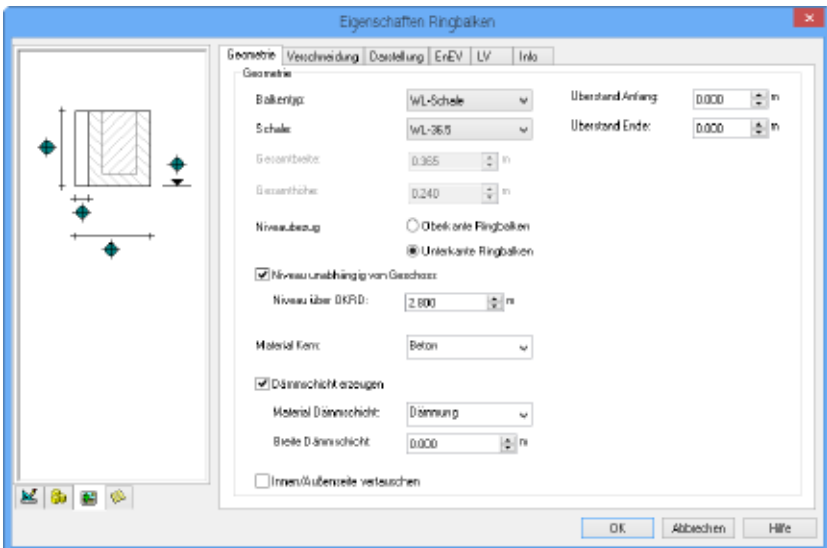 Eigenschaften Ringbalken
Geometrie Verschneidung Darstellung EnEV LV Info
Geometrie
Balkentyp: WL-Schale Überstand Anfang: 0.000 m
Schale: WL-36.5 Überstand Ende: 0.000 m
Gesamtbreite: 0.365 m
Gesamthöhe: 0.240 m
Niveaubezug Oberkante Ringbalken
Unterkante Ringbalken
Niveau unabhängig von Geschoss
Niveau über OKRD: 2.800 m
Material Kern: Beton
Dämmschicht erzeugen
Material Dämmschicht: Dämmung
Breite Dämmschicht 0.000 m
Innen/Außenseite vertauschen
OK Abbrechen Hilfe